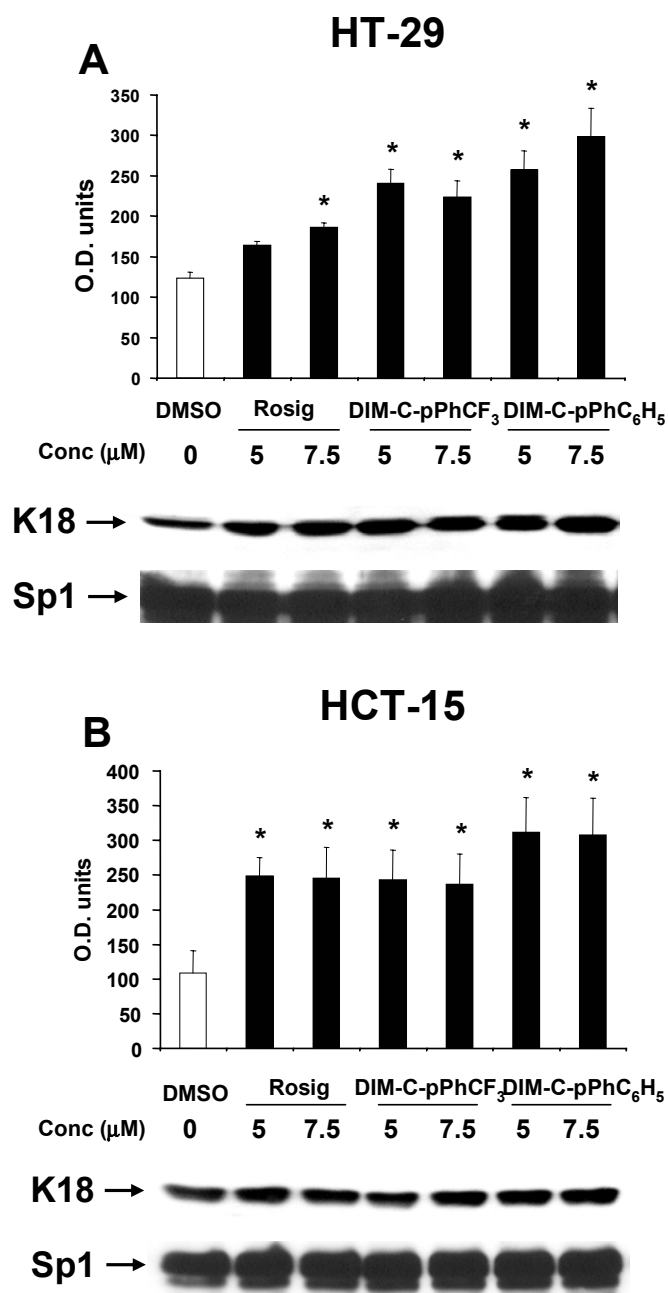 HT-29
A
350
300
250
200
150
100
50
0
O.D. units
* * * * *
DMSO Rosig DIM-C-pPhCF₃ DIM-C-pPhC₆H₅
Conc (μM) 0 5 7.5 5 7.5 5 7.5
K18
Sp1
HCT-15
B
400
350
300
250
200
150
100
50
0
O.D. units
* * * * * *
DMSO Rosig DIM-C-pPhCF₃ DIM-C-pPhC₆H₅
Conc (μM) 0 5 7.5 5 7.5 5 7.5
K18
Sp1